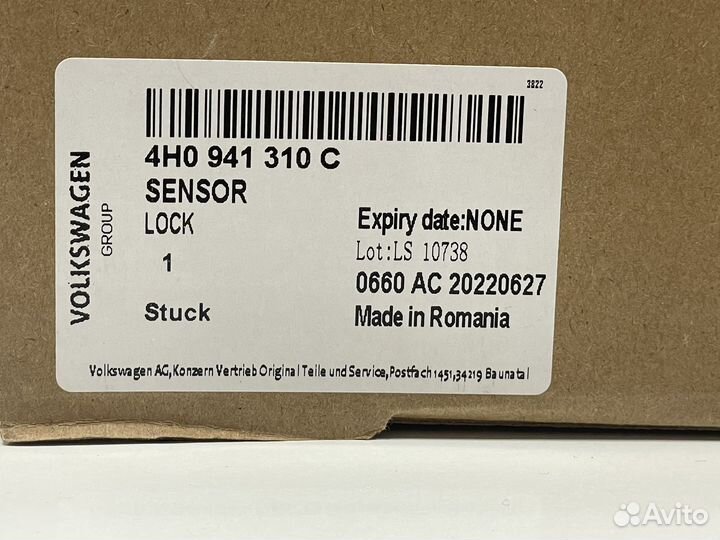 3822
4H0 941 310 C
SENSOR
LOCK
1
Stuck
Expiry date:NONE
Lot:LS 10738
0660 AC 20220627
Made in Romania
VOLKSWAGEN
GROUP
Volkswagen AG,Konzern Vertrieb Original Teile und Service,Postfach 1451,34219 Baunatal
Avito